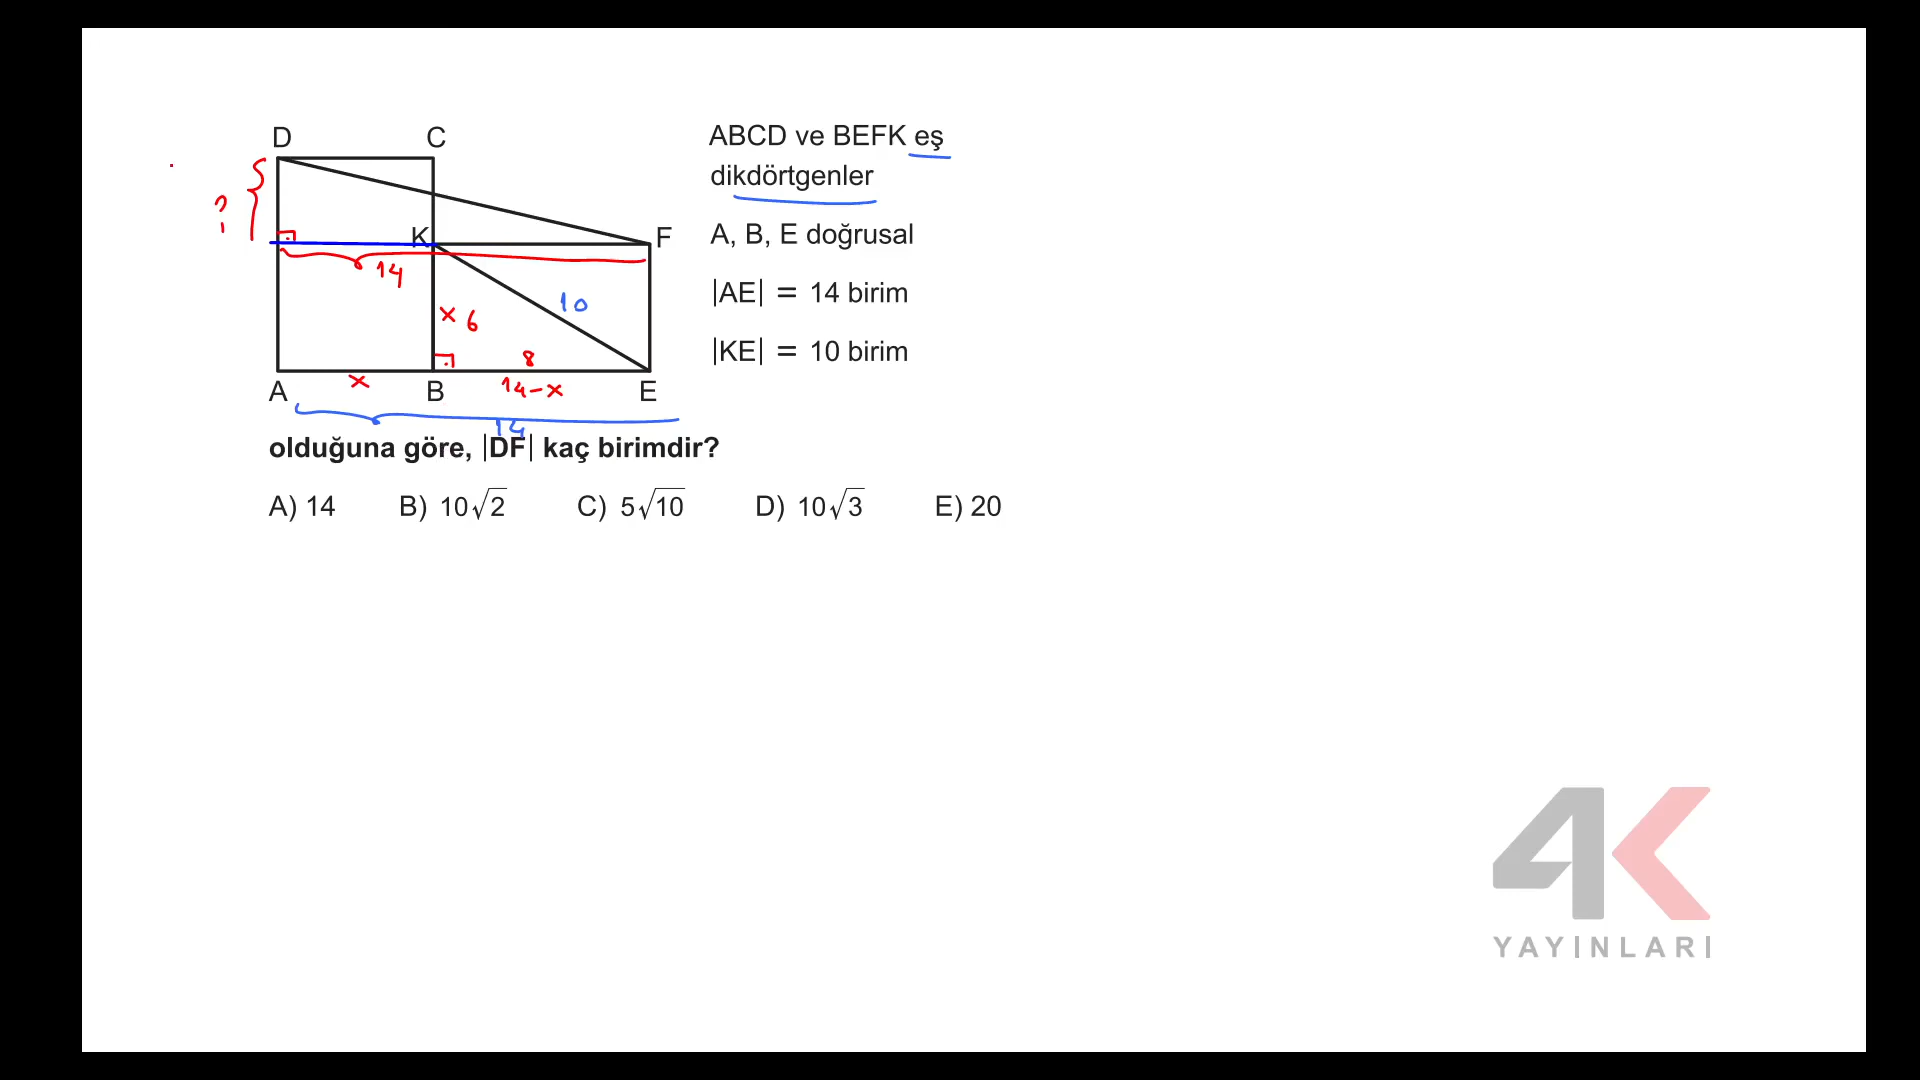 D C
?
K F
14
10
x 6
8
A x B 14-x E
14
ABCD ve BEFK eş
dikdörtgenler
A, B, E doğrusal
|AE| = 14 birim
|KE| = 10 birim
olduğuna göre, |DF| kaç birimdir?
A) 14 B) 10√2 C) 5√10 D) 10√3 E) 20
4K
YAYINLARI